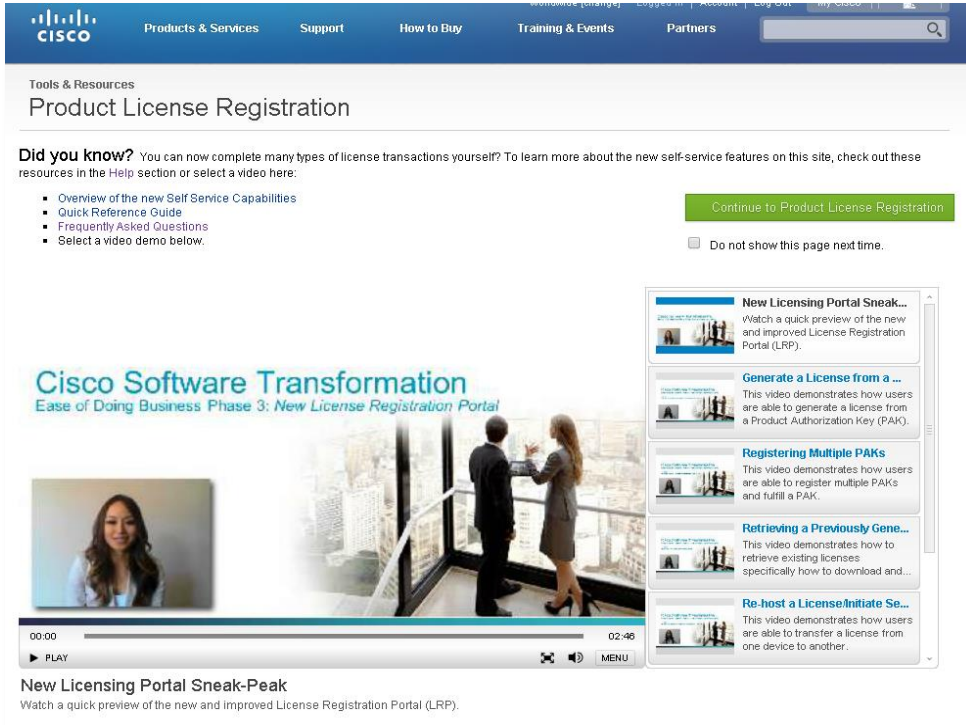 Worldwide [change] Logged In | Account | Log Out My Cisco
CISCO
Products & Services Support How to Buy Training & Events Partners
Tools & Resources
Product License Registration
Did you know? You can now complete many types of license transactions yourself? To learn more about the new self-service features on this site, check out these
resources in the Help section or select a video here:
Overview of the new Self Service Capabilities
Quick Reference Guide
Frequently Asked Questions
Select a video demo below.
Continue to Product License Registration
Do not show this page next time.
Cisco Software Transformation
Ease of Doing Business Phase 3: New License Registration Portal
00:00 02:46
PLAY MENU
New Licensing Portal Sneak...
Watch a quick preview of the new
and improved License Registration
Portal (LRP).
Generate a License from a ...
This video demonstrates how users
are able to generate a license from
a Product Authorization Key (PAK).
Registering Multiple PAKs
This video demonstrates how users
are able to register multiple PAKs
and fulfill a PAK.
Retrieving a Previously Gene...
This video demonstrates how to
retrieve existing licenses
specifically how to download and...
Re-host a License/Initiate Se...
This video demonstrates how users
are able to transfer a license from
one device to another.
New Licensing Portal Sneak-Peak
Watch a quick preview of the new and improved License Registration Portal (LRP).